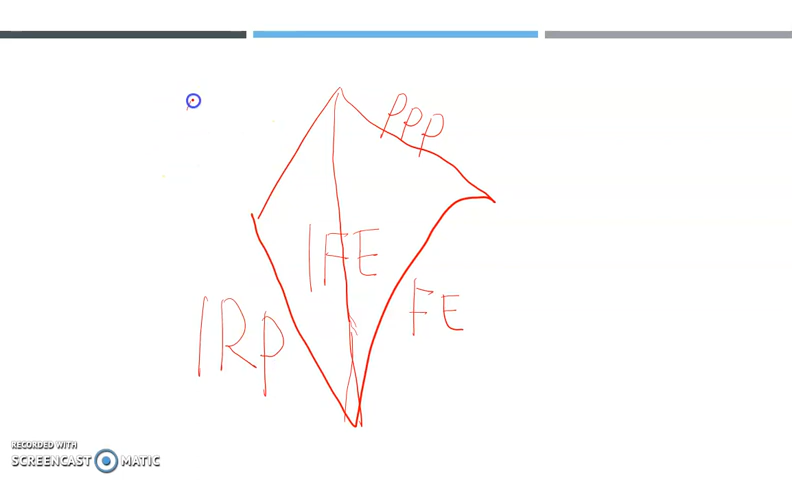 PPP
IFE
FE
IRP
RECORDED WITH
SCREENCAST MATIC